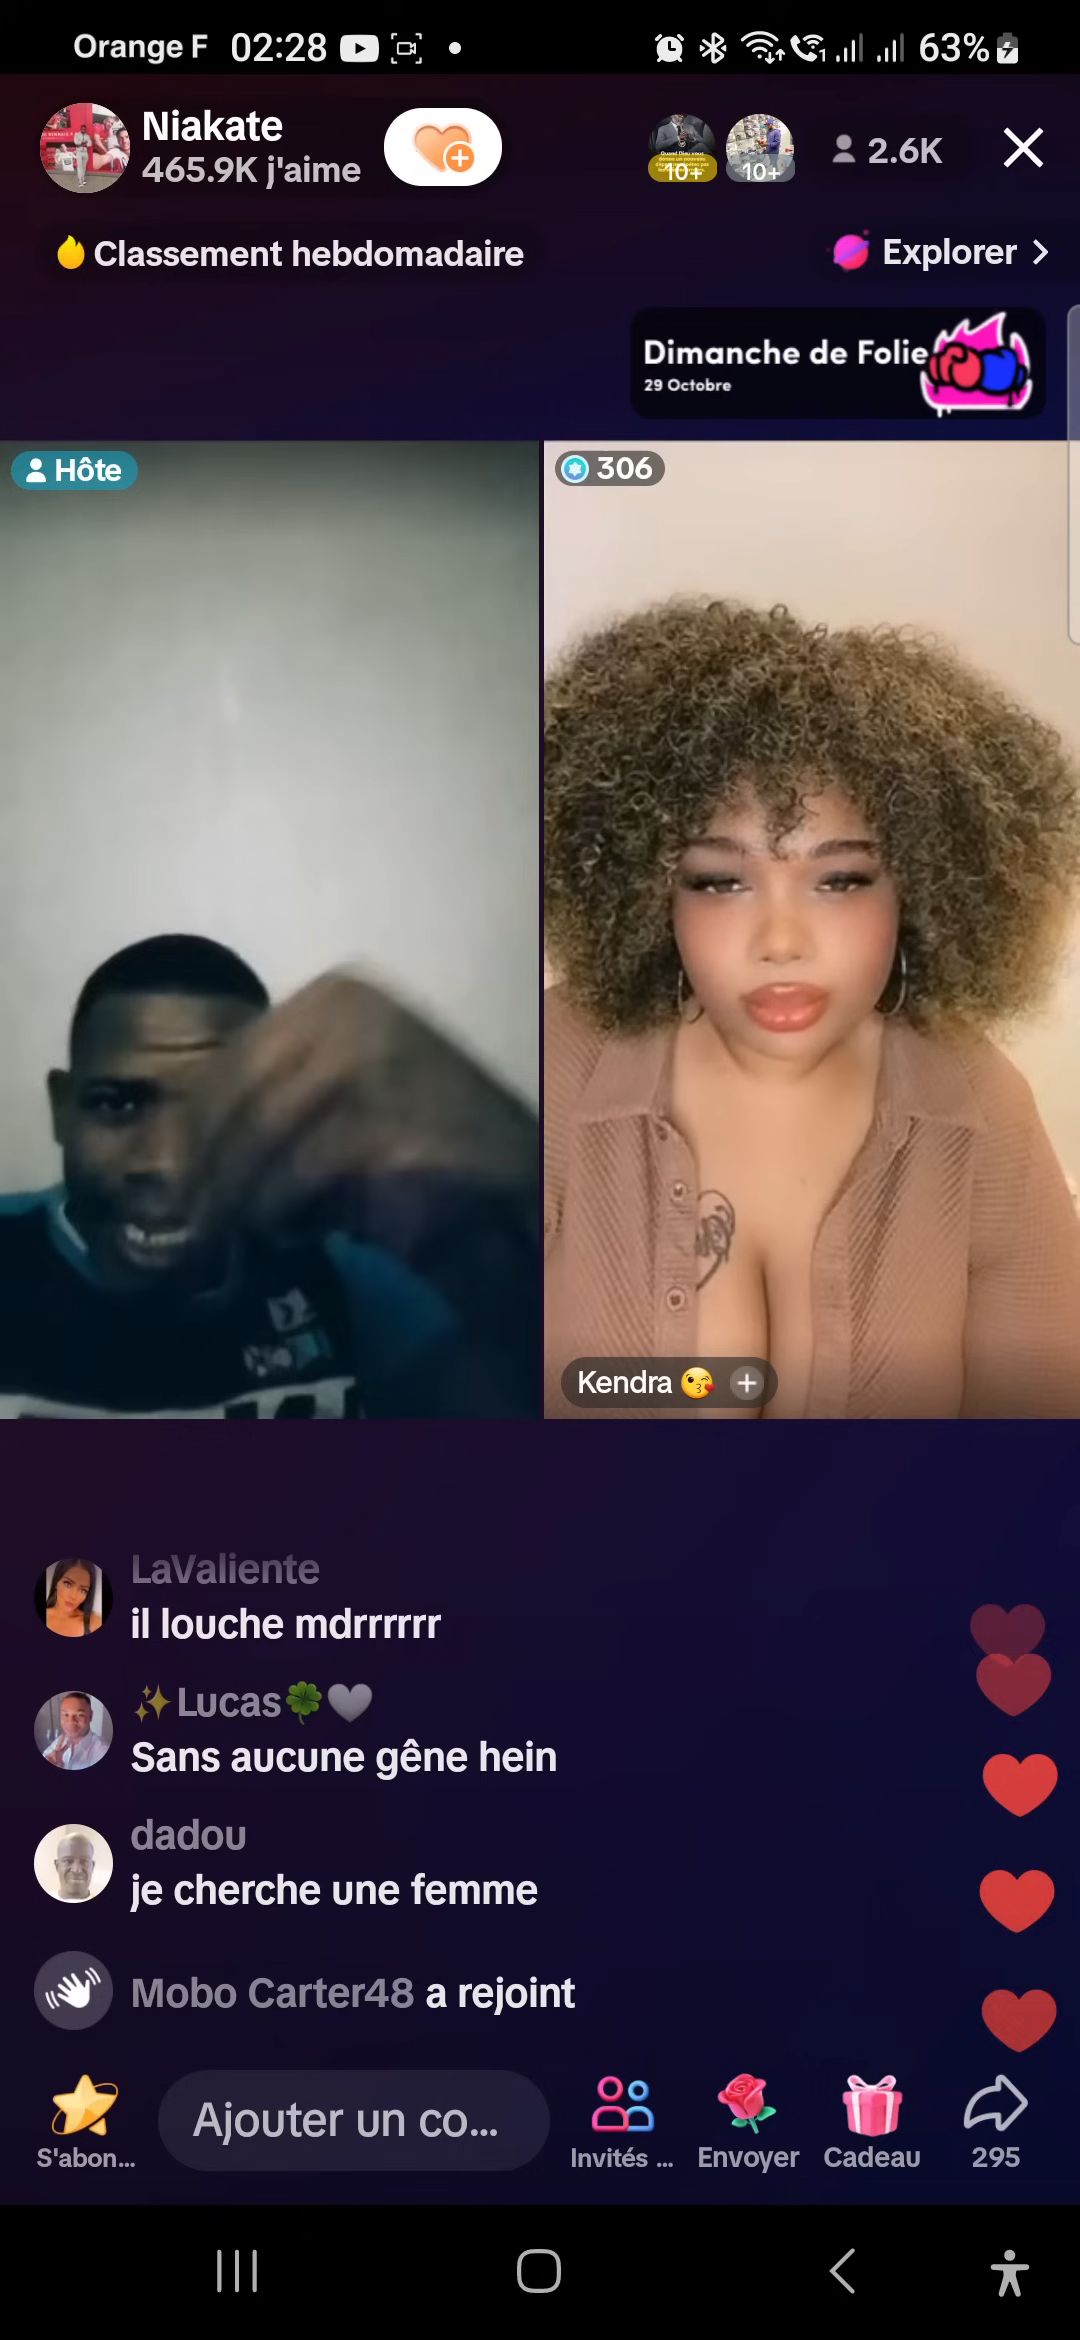 Orange F 02:28 63%
Niakate
465.9K j'aime
10+ 10+ 2.6K
Classement hebdomadaire
Explorer
Dimanche de Folie
29 Octobre
Hôte
306
Kendra
LaValiente
il louche mdrrrrrr
Lucas
Sans aucune gêne hein
dadou
je cherche une femme
Mobo Carter48 a rejoint
S'abon...
Ajouter un co...
Invités ...
Envoyer
Cadeau
295